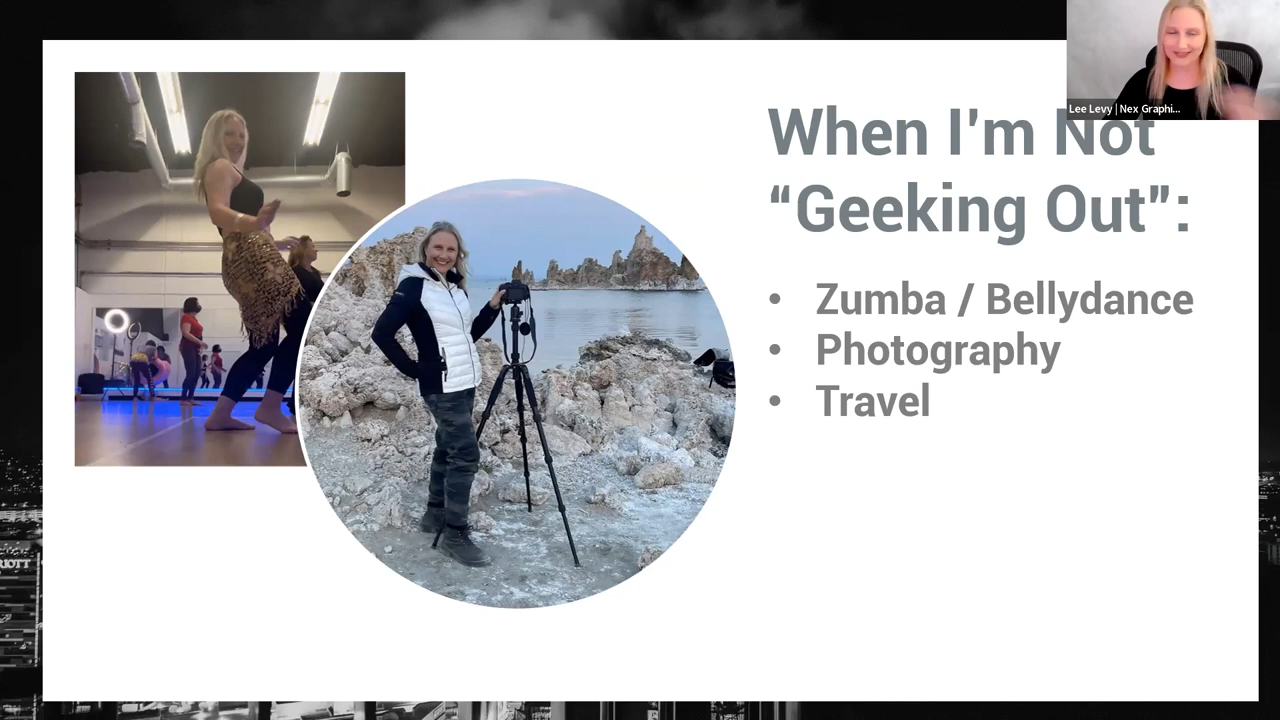 Lee Levy | Nex Graphi...
When I'm Not
“Geeking Out”:
• Zumba / Bellydance
• Photography
• Travel